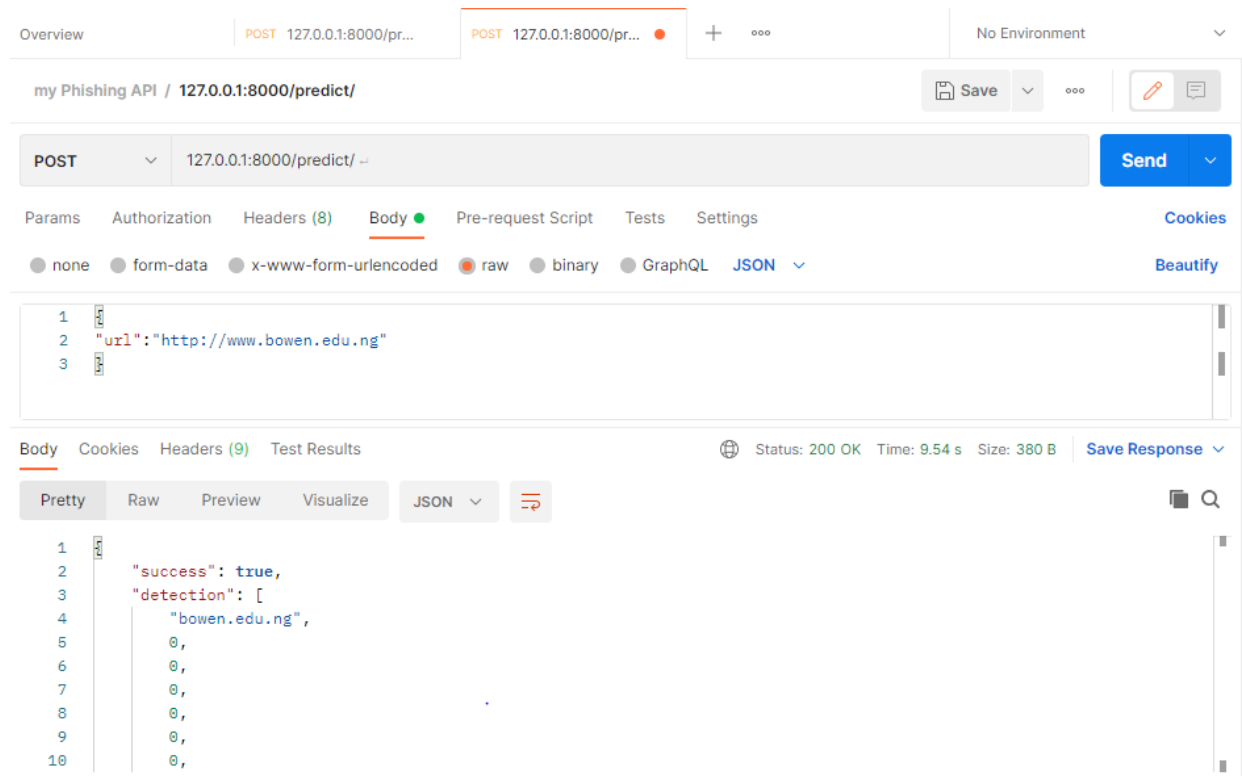 Overview POST 127.0.0.1:8000/pr... POST 127.0.0.1:8000/pr... No Environment
my Phishing API / 127.0.0.1:8000/predict/ Save
POST 127.0.0.1:8000/predict/ Send
Params Authorization Headers (8) Body Pre-request Script Tests Settings Cookies
none form-data x-www-form-urlencoded raw binary GraphQL JSON Beautify
1 {
2 "url":"http://www.bowen.edu.ng"
3 }
Body Cookies Headers (9) Test Results Status: 200 OK Time: 9.54 s Size: 380 B Save Response
Pretty Raw Preview Visualize JSON
1 {
2 "success": true,
3 "detection": [
4 "bowen.edu.ng",
5 0,
6 0,
7 0,
8 0,
9 0,
10 0,